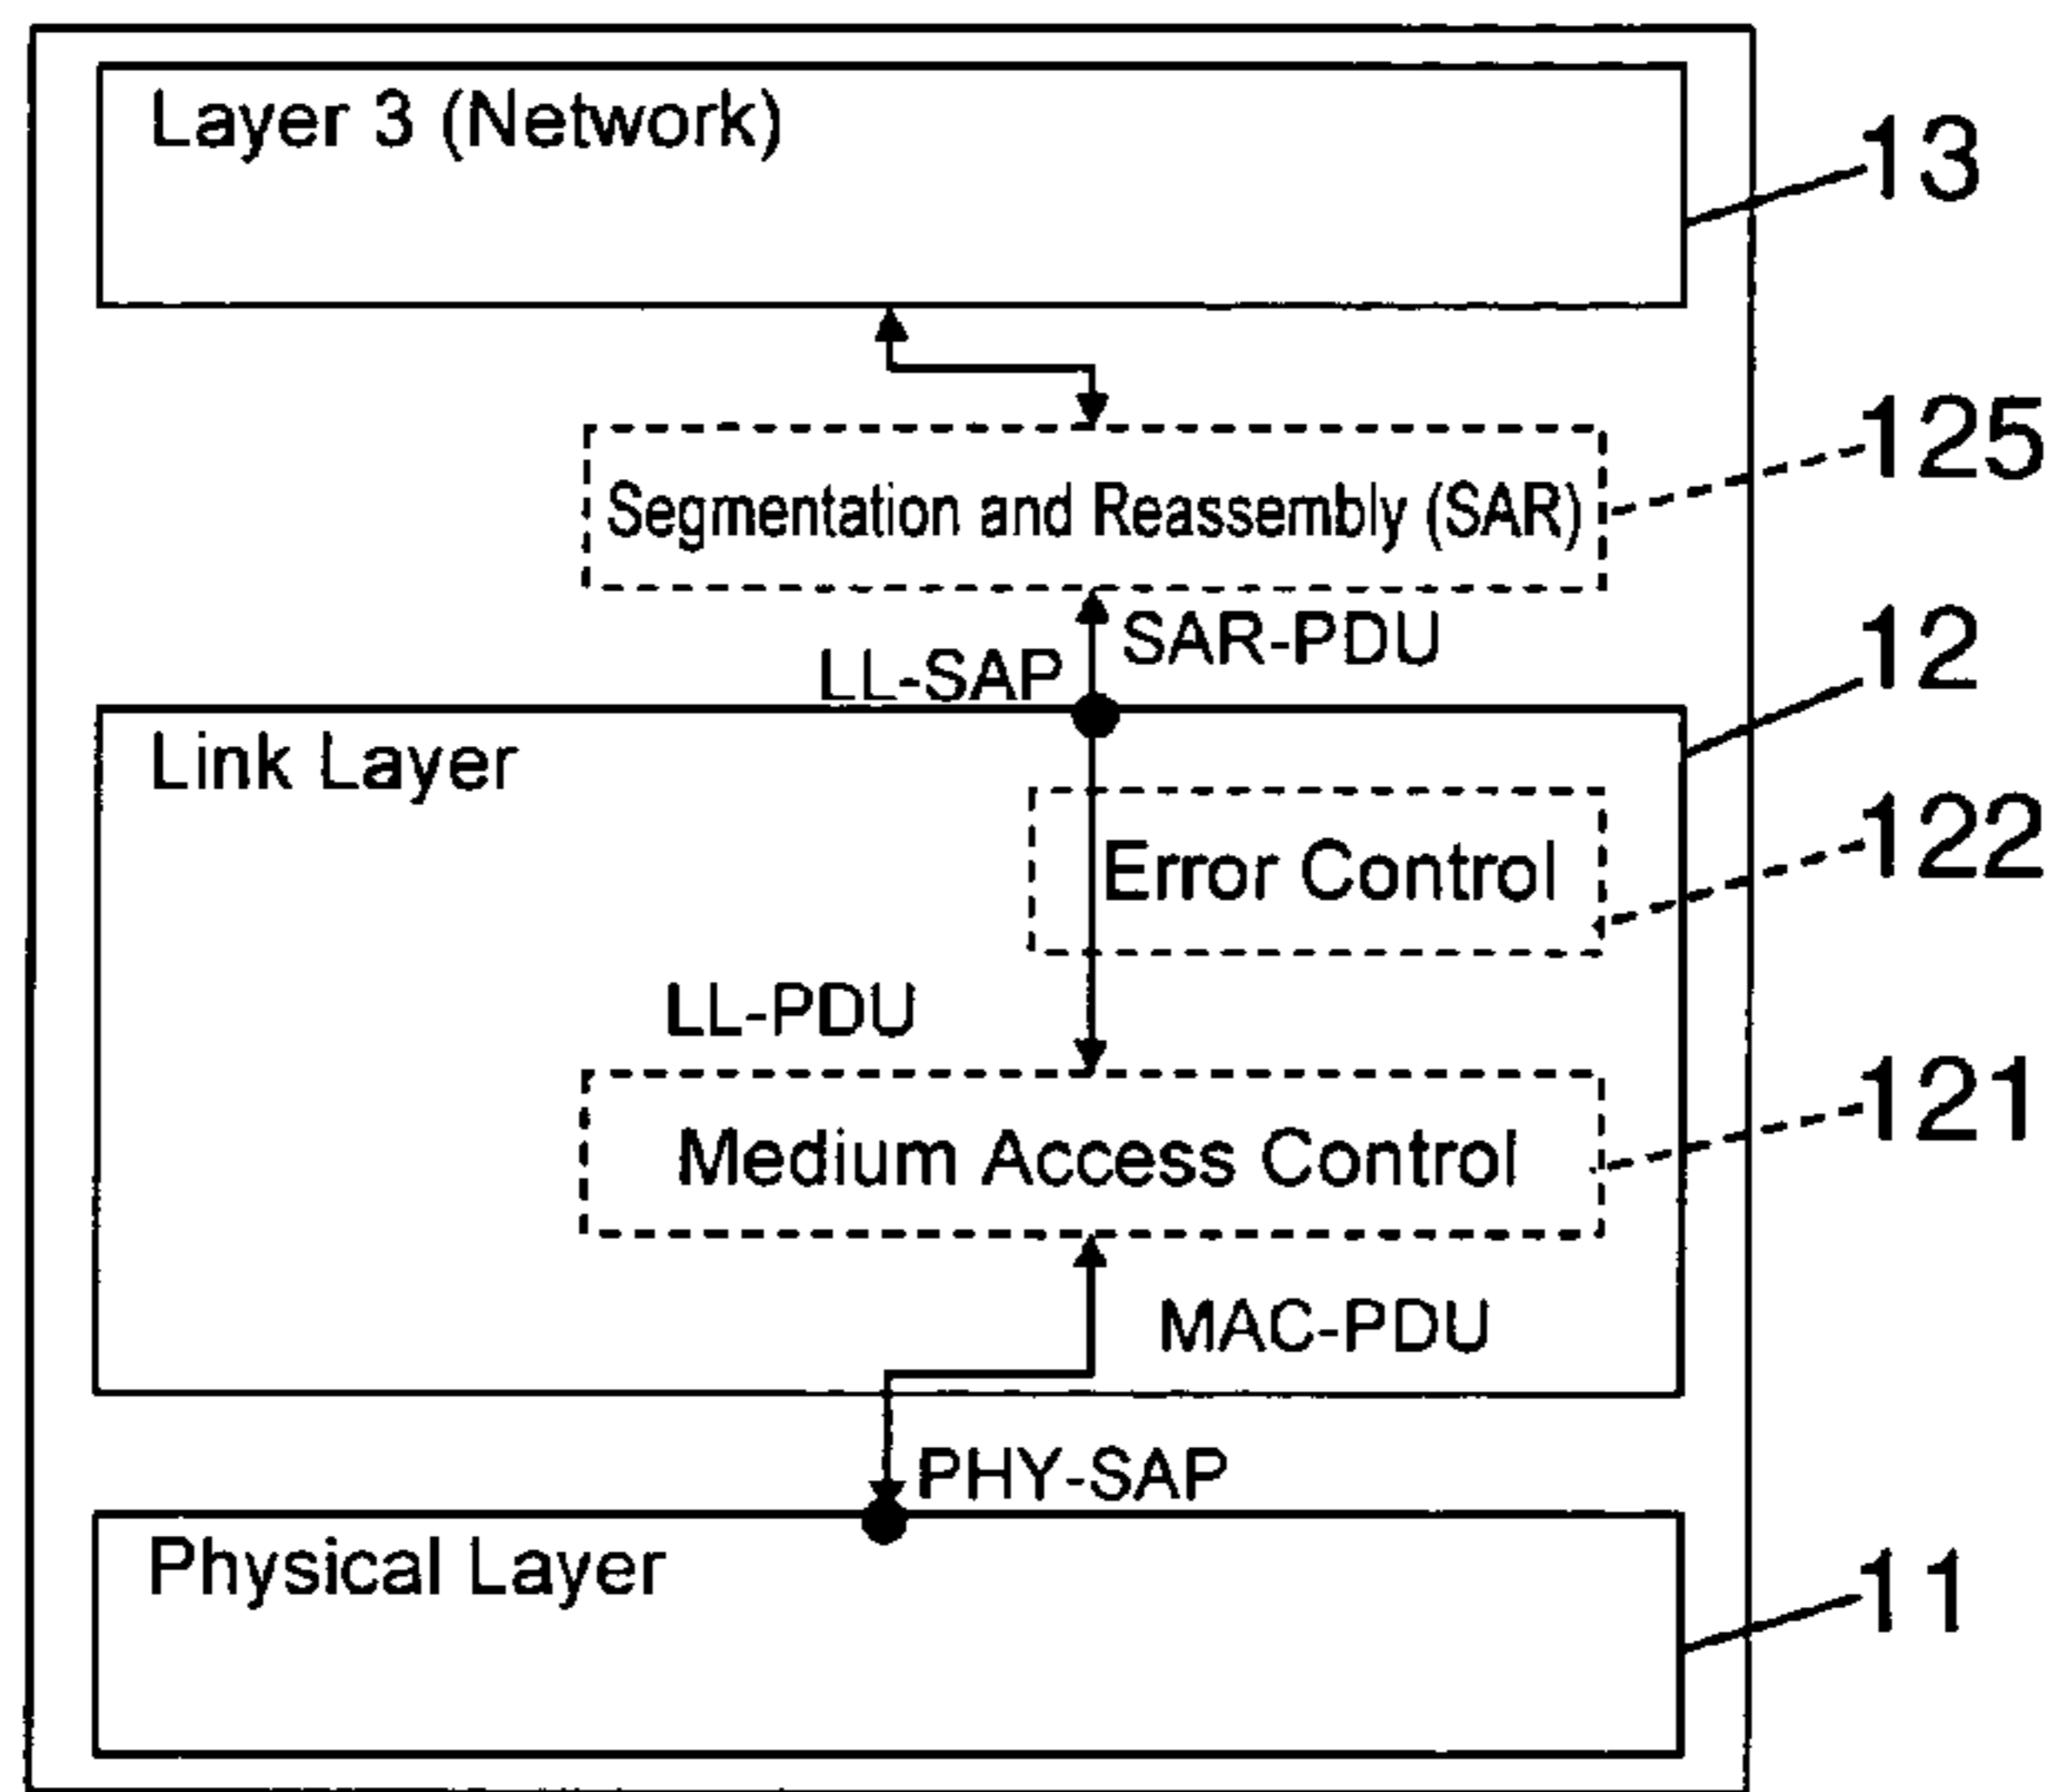 Layer 3 (Network)
13
125
Segmentation and Reassembly (SAR)
SAR-PDU
LL-SAP
12
Link Layer
122
Error Control
LL-PDU
121
Medium Access Control
MAC-PDU
PHY-SAP
Physical Layer
11